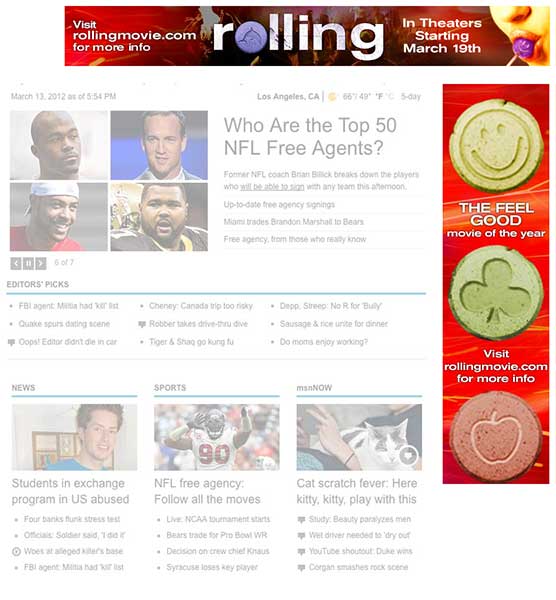 Visit
rollingmovie.com
for more info
rolling
In Theaters
Starting
March 19th
March 13, 2012 as of 5:54 PM
Los Angeles, CA | 66°/ 49° °F °C 5-day
Who Are the Top 50
NFL Free Agents?
Former NFL coach Brian Billick breaks down the players
who will be able to sign with any team this afternoon.
Up-to-date free agency signings
Miami trades Brandon Marshall to Bears
Free agency, from those who really know
6 of 7
THE FEEL
GOOD
movie of the year
Visit
rollingmovie.com
for more info
EDITORS' PICKS
FBI agent: Militia had 'kill' list
Quake spurs dating scene
Oops! Editor didn't die in car
Cheney: Canada trip too risky
Robber takes drive-thru dive
Tiger & Shaq go kung fu
Depp, Streep: No R for 'Bully'
Sausage & rice unite for dinner
Do moms enjoy working?
NEWS
Students in exchange
program in US abused
Four banks flunk stress test
Officials: Soldier said, 'I did it'
Woes at alleged killer's base
FBI agent: Militia had 'kill' list
SPORTS
90
NFL free agency:
Follow all the moves
Live: NCAA tournament starts
Bears trade for Pro Bowl WR
Decision on crew chief Knaus
Syracuse loses key player
msnNOW
Cat scratch fever: Here
kitty, kitty, play with this
Study: Beauty paralyzes men
Wet driver needed to 'dry out'
YouTube shoutout: Duke wins
Corgan smashes rock scene